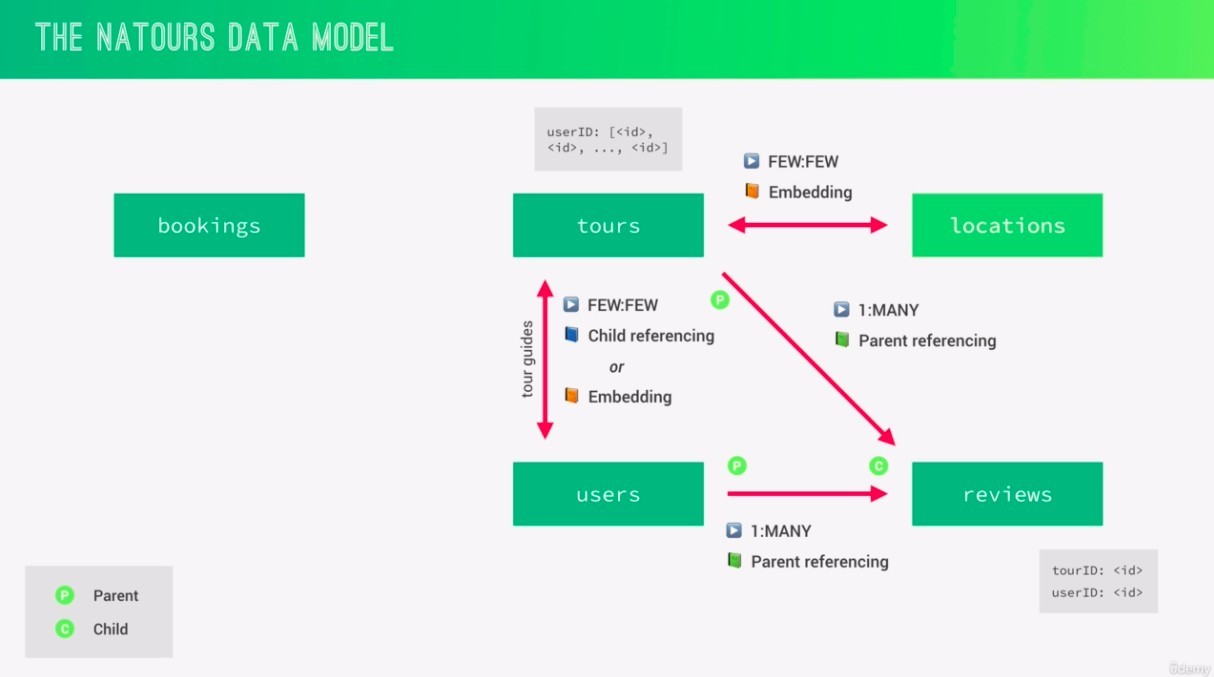 THE NATOURS DATA MODEL
userID: [<id>,
<id>, ..., <id>]
FEW:FEW
Embedding
bookings
tours
locations
tour guides
FEW:FEW
Child referencing
or
Embedding
P
1:MANY
Parent referencing
users
P
C
reviews
1:MANY
Parent referencing
tourID: <id>
userID: <id>
P Parent
C Child
ûdemy